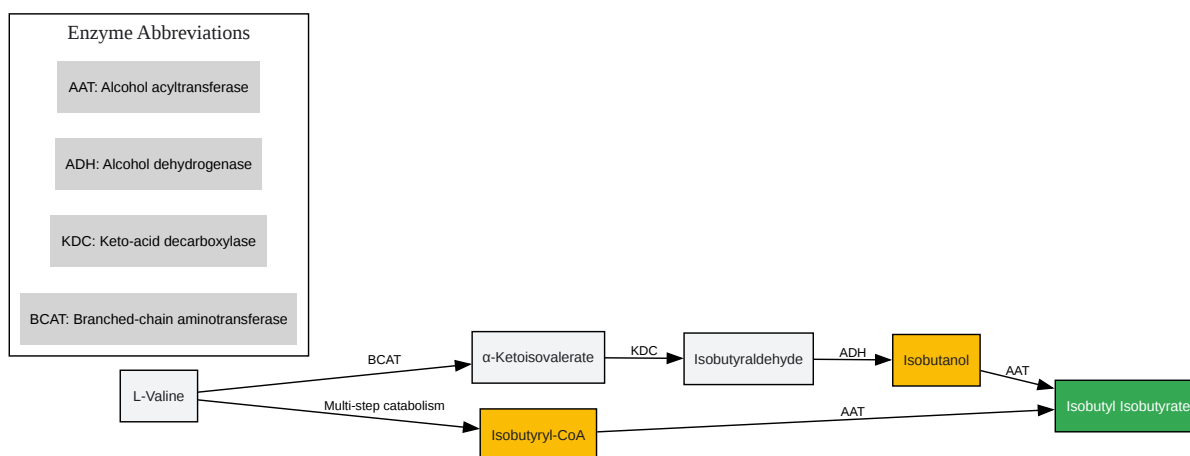 Enzyme Abbreviations
AAT: Alcohol acyltransferase
ADH: Alcohol dehydrogenase
KDC: Keto-acid decarboxylase
BCAT: Branched-chain aminotransferase
L-Valine
BCAT
Multi-step catabolism
α-Ketoisovalerate
KDC
Isobutyraldehyde
ADH
Isobutanol
AAT
Isobutyryl-CoA
AAT
Isobutyl Isobutyrate